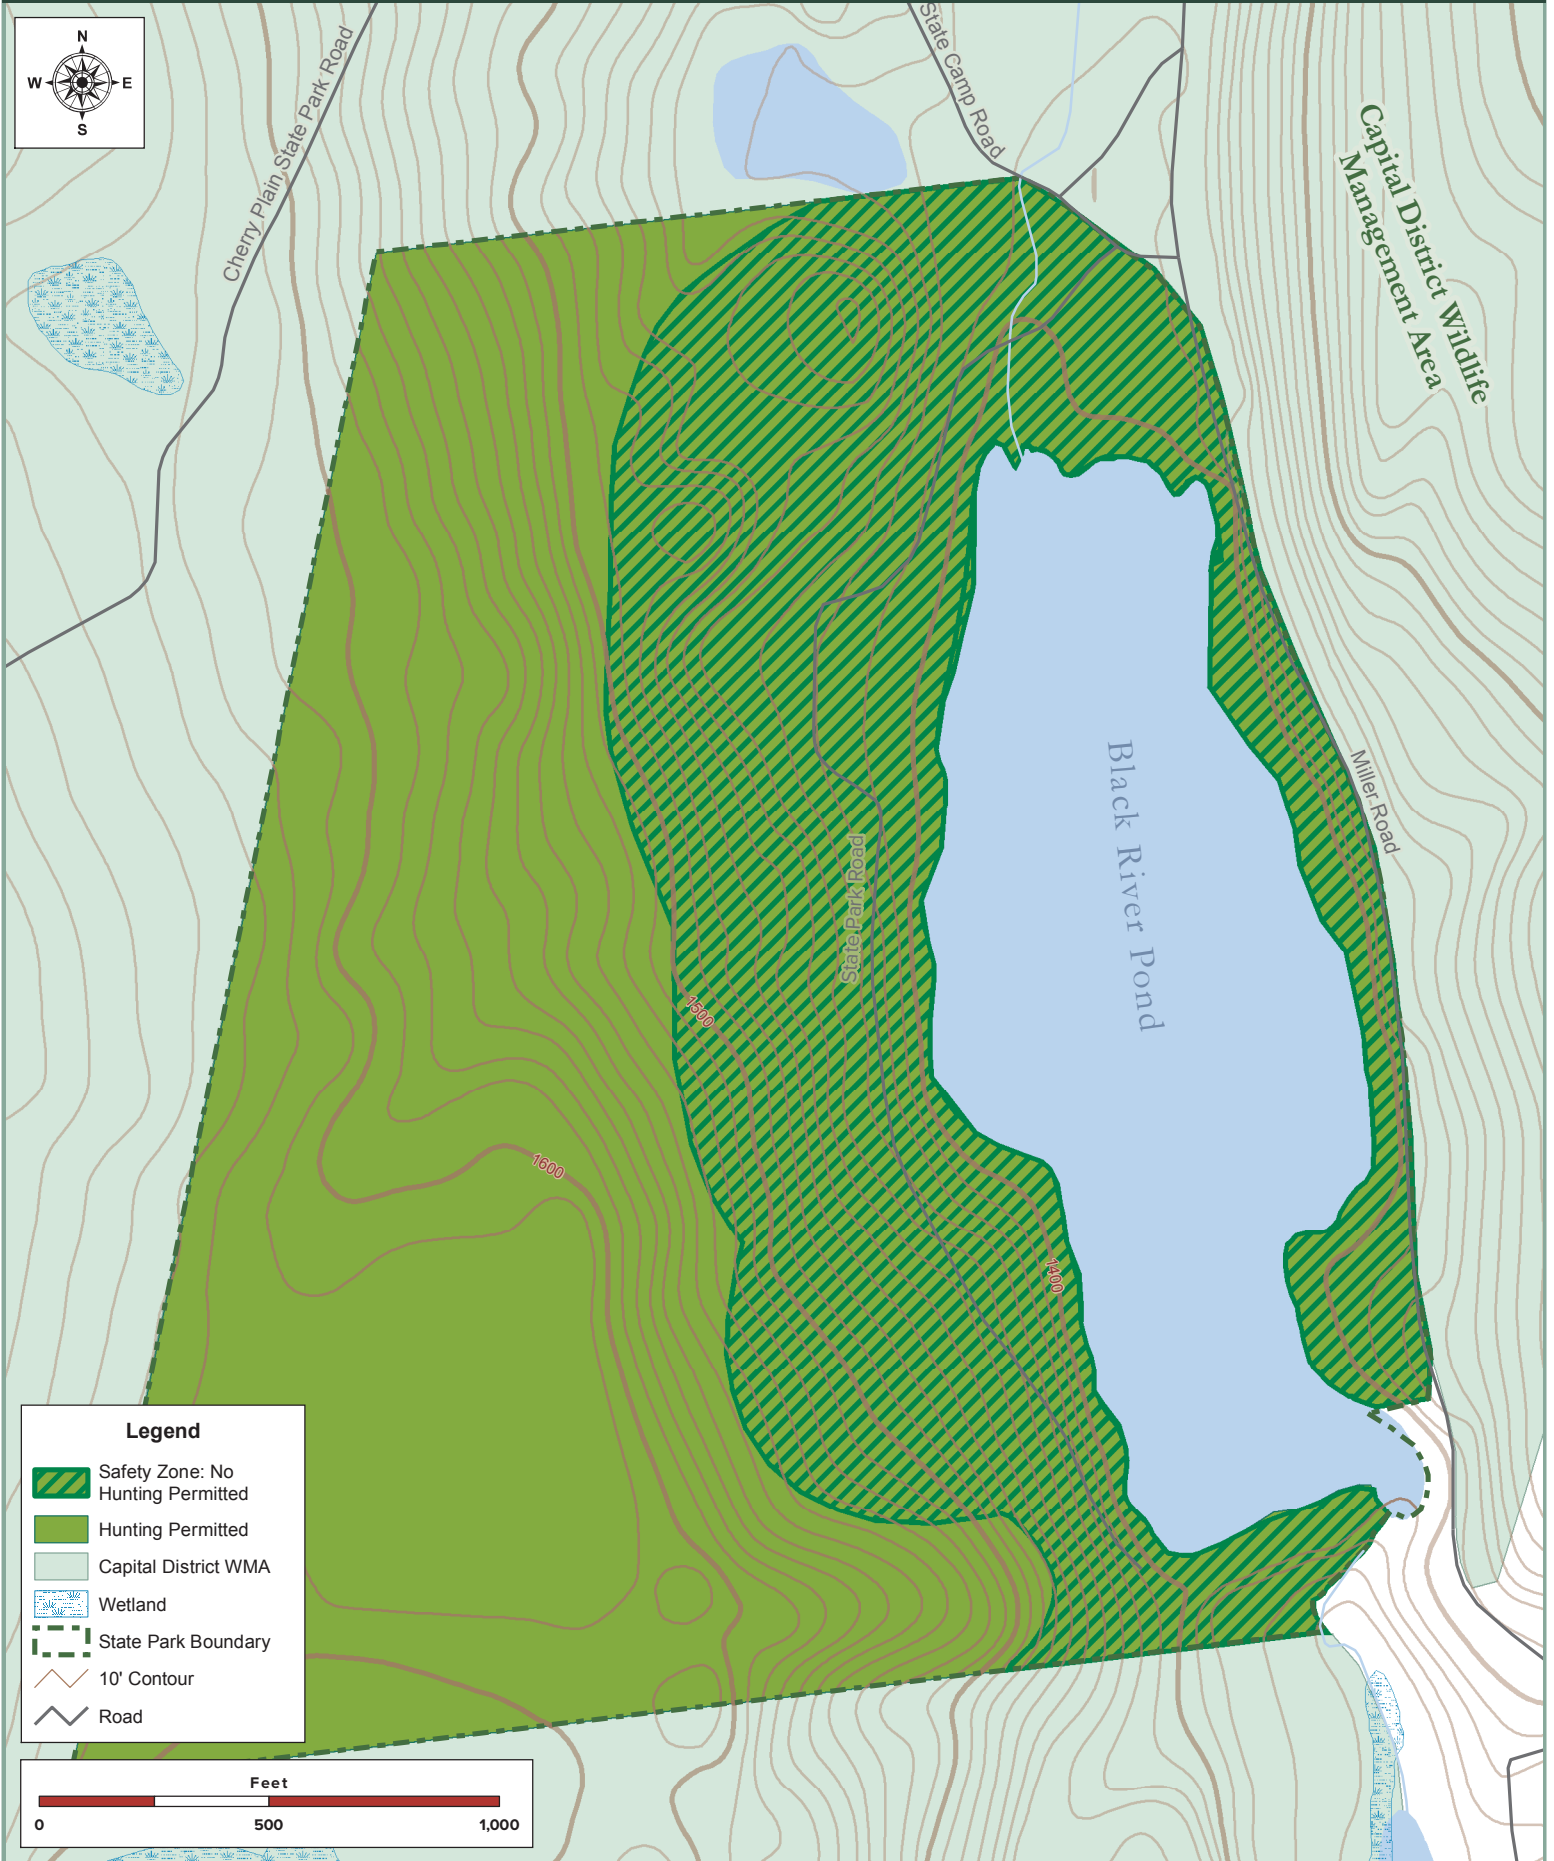 N
W E
S
Cherry Plain State Park Road
State Camp Road
Capital District Wildlife
Management Area
Miller Road
Black River Pond
State Park Road
1500
1600
1400
Legend
Safety Zone: No
Hunting Permitted
Hunting Permitted
Capital District WMA
Wetland
State Park Boundary
10' Contour
Road
Feet
0 500 1,000